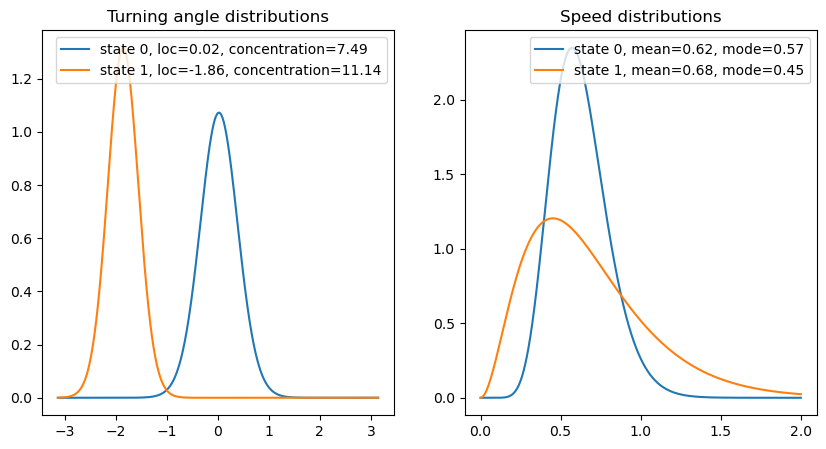 Turning angle distributions
state 0, loc=0.02, concentration=7.49
state 1, loc=-1.86, concentration=11.14
1.2
1.0
0.8
0.6
0.4
0.2
0.0
−3 −2 −1 0 1 2 3
Speed distributions
state 0, mean=0.62, mode=0.57
state 1, mean=0.68, mode=0.45
2.0
1.5
1.0
0.5
0.0
0.0 0.5 1.0 1.5 2.0